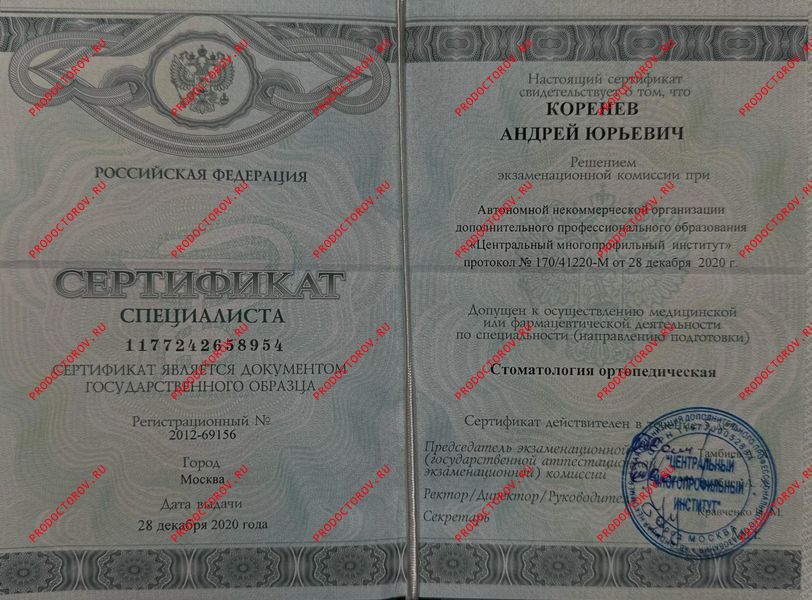 РОССИЙСКАЯ ФЕДЕРАЦИЯ
СЕРТИФИКАТ
СПЕЦИАЛИСТА
1177242658954
СЕРТИФИКАТ ЯВЛЯЕТСЯ ДОКУМЕНТОМ
ГОСУДАРСТВЕННОГО ОБРАЗЦА
Регистрационный №
2012-69156
Город
Москва
Дата выдачи
28 декабря 2020 года
Настоящий сертификат
свидетельствует о том, что
КОРЕНЕВ
АНДРЕЙ ЮРЬЕВИЧ
Решением
экзаменационной комиссии при
Автономной некоммерческой организации
дополнительного профессионального образования
«Центральный многопрофильный институт»
протокол № 170/41220-М от 28 декабря 2020 г.
Допущен к осуществлению медицинской
или фармацевтической деятельности
по специальности (направлению подготовки)
Стоматология ортопедическая
Сертификат действителен в
Председатель экзаменационной
(государственной
экзаменационной) комиссии
Ректор/Директор/Руководитель
Секретарь
Тамбиев
Кравченко
"ЦЕНТРАЛЬНЫЙ
МНОГОПРОФИЛЬНЫЙ
ИНСТИТУТ"
МОСКВА
PRODOCTOROV.RU